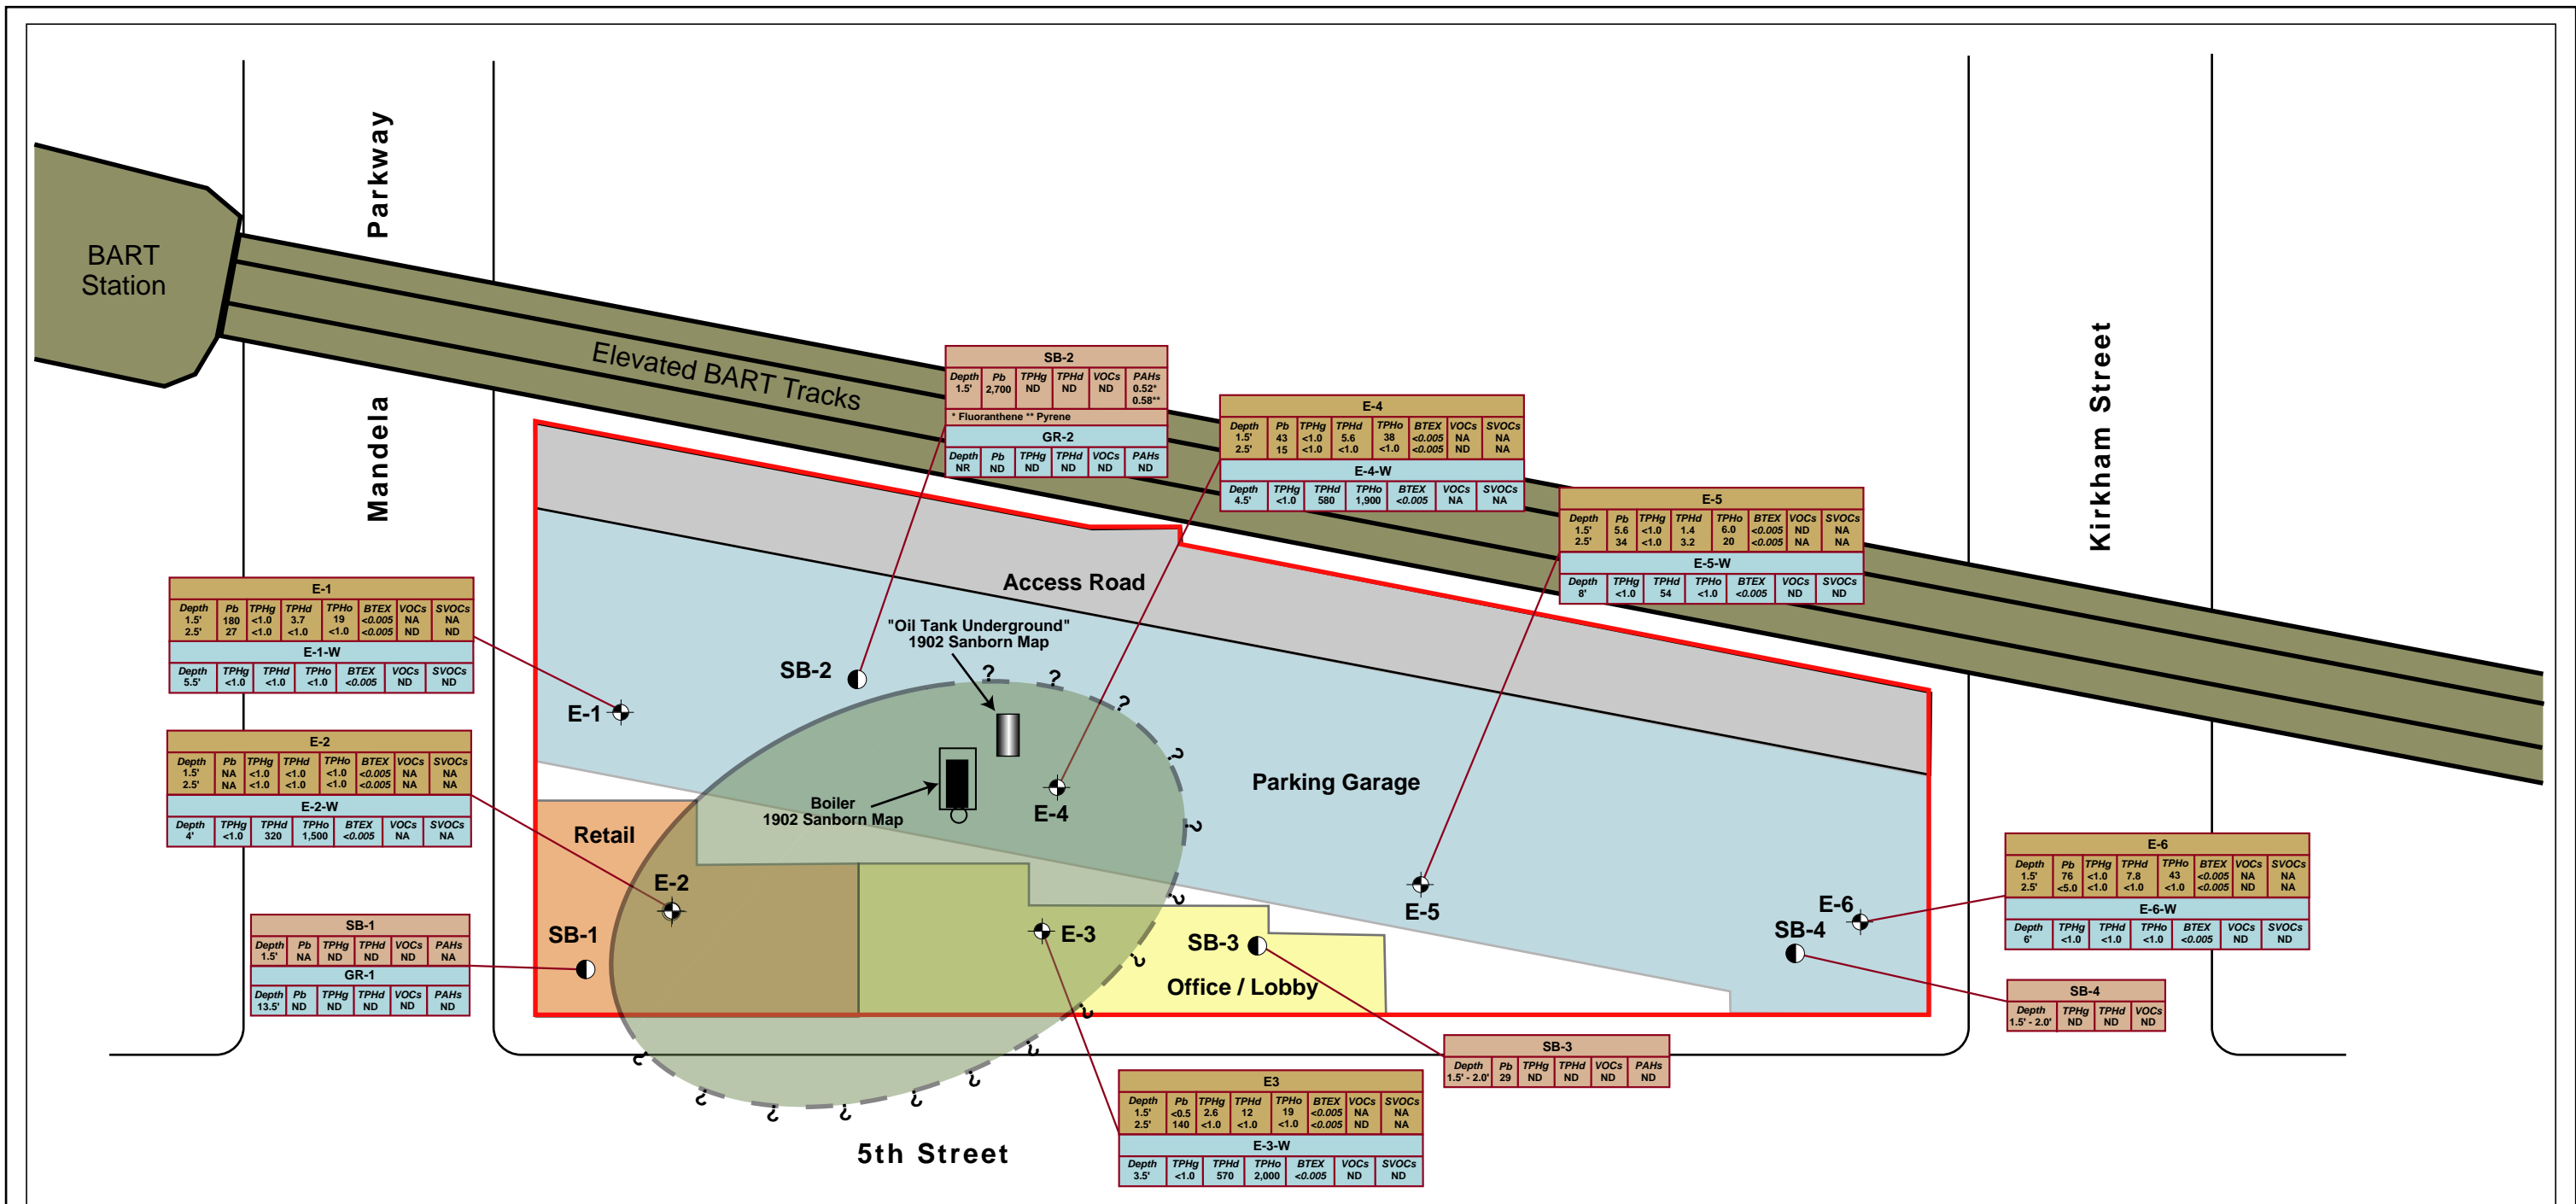 Parkway
Mandela
Kirkham Street
BART
Station
Elevated BART Tracks
SB-2
Depth Pb TPHg TPHd VOCs PAHs
1.5' 2,700 ND ND ND 0.52*
0.58**
* Fluoranthene ** Pyrene
GR-2
Depth Pb TPHg TPHd VOCs PAHs
NR ND ND ND ND ND
E-4
Depth Pb TPHg TPHd TPHo BTEX VOCs SVOCs
1.5' 43 <1.0 5.6 38 <0.005 NA NA
2.5' 15 <1.0 <1.0 <1.0 <0.005 ND NA
E-4-W
Depth TPHg TPHd TPHo BTEX VOCs SVOCs
4.5' <1.0 580 1,900 <0.005 NA NA
E-5
Depth Pb TPHg TPHd TPHo BTEX VOCs SVOCs
1.5' 5.6 <1.0 1.4 6.0 <0.005 ND NA
2.5' 34 <1.0 3.2 20 <0.005 NA NA
E-5-W
Depth TPHg TPHd TPHo BTEX VOCs SVOCs
8' <1.0 54 <1.0 <0.005 ND ND
E-1
Depth Pb TPHg TPHd TPHo BTEX VOCs SVOCs
1.5' 180 <1.0 3.7 19 <0.005 NA NA
2.5' 27 <1.0 <1.0 <1.0 <0.005 ND ND
E-1-W
Depth TPHg TPHd TPHo BTEX VOCs SVOCs
5.5' <1.0 <1.0 <1.0 <0.005 ND ND
Access Road
"Oil Tank Underground"
1902 Sanborn Map
SB-2
E-1
? ? ? ? ? ? ? ? ? ? ? ? ? ? ? ?
E-2
Depth Pb TPHg TPHd TPHo BTEX VOCs SVOCs
1.5' NA <1.0 <1.0 <1.0 <0.005 NA NA
2.5' NA <1.0 <1.0 <1.0 <0.005 NA NA
E-2-W
Depth TPHg TPHd TPHo BTEX VOCs SVOCs
4' <1.0 320 1,500 <0.005 NA NA
Parking Garage
Boiler
1902 Sanborn Map
E-4
Retail
E-2
E-5
E-6
SB-4
E-6
Depth Pb TPHg TPHd TPHo BTEX VOCs SVOCs
1.5' 76 <1.0 7.8 43 <0.005 NA NA
2.5' <5.0 <1.0 <1.0 <1.0 <0.005 ND NA
E-6-W
Depth TPHg TPHd TPHo BTEX VOCs SVOCs
6' <1.0 <1.0 <1.0 <0.005 ND ND
SB-1
Depth Pb TPHg TPHd VOCs PAHs
1.5' NA ND ND ND NA
GR-1
Depth Pb TPHg TPHd VOCs PAHs
13.5' ND ND ND ND ND
SB-1
E-3
SB-3
Office / Lobby
SB-4
Depth TPHg TPHd VOCs
1.5' - 2.0' ND ND ND
SB-3
Depth Pb TPHg TPHd VOCs PAHs
1.5' - 2.0' 29 ND ND ND ND
E3
Depth Pb TPHg TPHd TPHo BTEX VOCs SVOCs
1.5' <0.5 2.6 12 19 <0.005 NA NA
2.5' 140 <1.0 <1.0 <1.0 <0.005 ND NA
E-3-W
Depth TPHg TPHd TPHo BTEX VOCs SVOCs
3.5' <1.0 570 2,000 <0.005 ND ND
5th Street